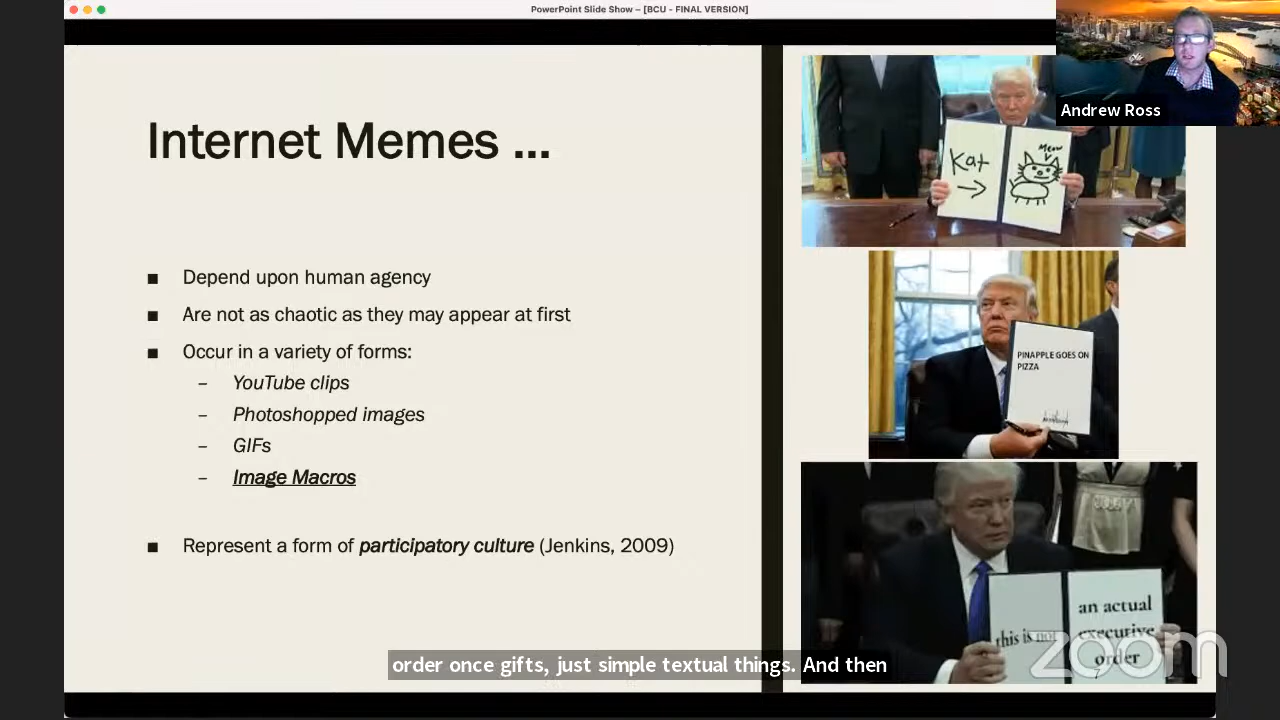 PowerPoint Slide Show – [BCU - FINAL VERSION]
Andrew Ross
Internet Memes ...
■ Depend upon human agency
■ Are not as chaotic as they may appear at first
■ Occur in a variety of forms:
– YouTube clips
– Photoshopped images
– GIFs
– Image Macros
■ Represent a form of participatory culture (Jenkins, 2009)
Kat
→
Meow
PINAPPLE GOES ON
PIZZA
this is not
an actual
executive
order
zoom
order once gifts, just simple textual things. And then